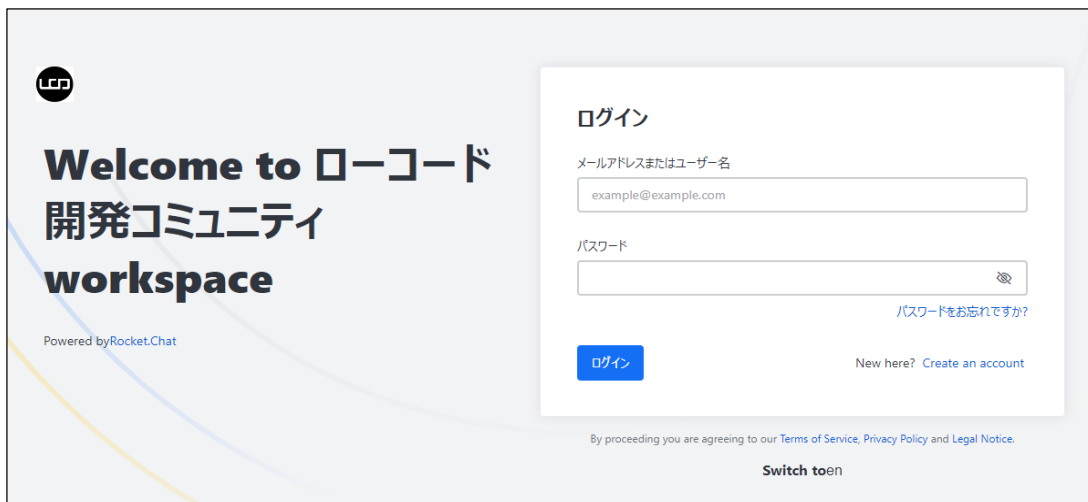 LCD
Welcome to ローコード
開発コミュニティ
workspace
Powered byRocket.Chat
ログイン
メールアドレスまたはユーザー名
example@example.com
パスワード
パスワードをお忘れですか?
ログイン
New here? Create an account
By proceeding you are agreeing to our Terms of Service, Privacy Policy and Legal Notice.
Switch toen